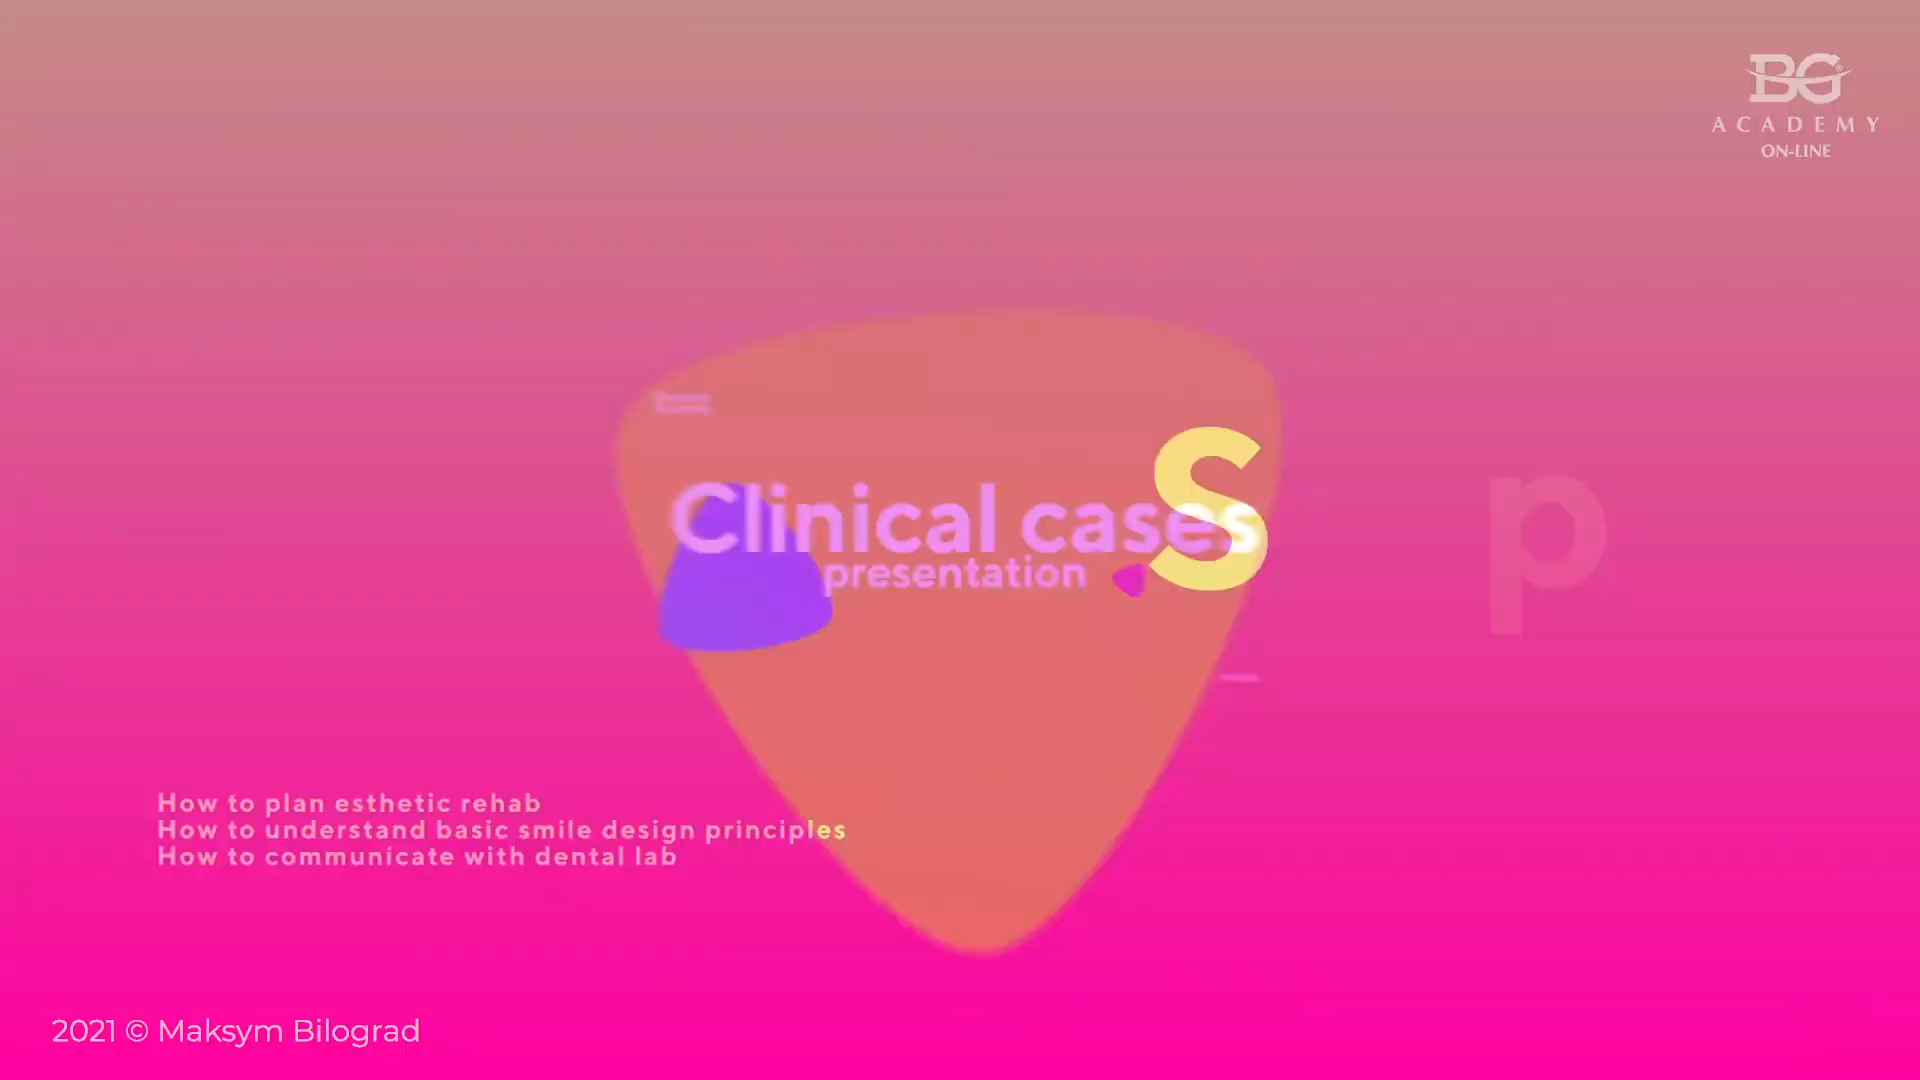 BG
ACADEMY
ON-LINE
S
p
Clinical cases
presentation
How to plan esthetic rehab
How to understand basic smile design principles
How to communicate with dental lab
2021 © Maksym Bilograd